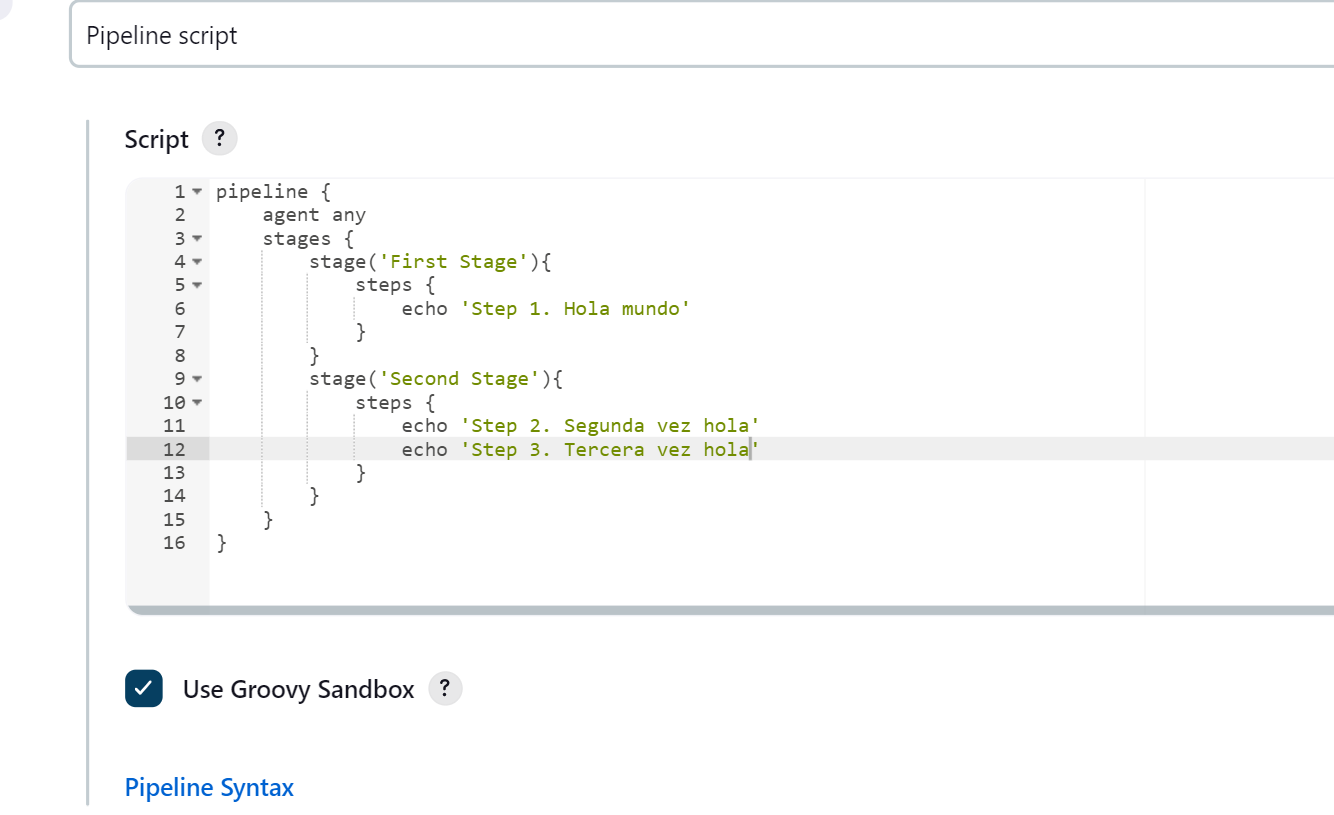 Pipeline script
Script ?
1 pipeline {
2     agent any
3     stages {
4         stage('First Stage'){
5             steps {
6                 echo 'Step 1. Hola mundo'
7             }
8         }
9         stage('Second Stage'){
10             steps {
11                 echo 'Step 2. Segunda vez hola'
12                 echo 'Step 3. Tercera vez hola'
13             }
14         }
15     }
16 }
Use Groovy Sandbox ?
Pipeline Syntax